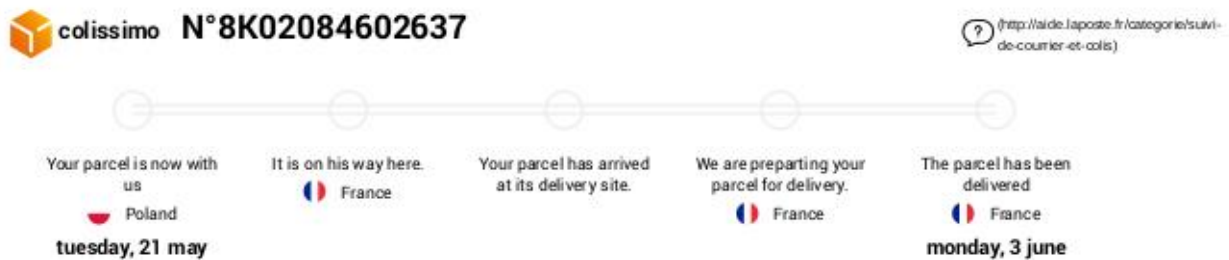 colissimo N°8K02084602637
(http://aide.laposte.fr/categorie/suivi-
de-courrier-et-colis)
Your parcel is now with
us
Poland
tuesday, 21 may
It is on his way here.
France
Your parcel has arrived
at its delivery site.
We are preparting your
parcel for delivery.
France
The parcel has been
delivered
France
monday, 3 june